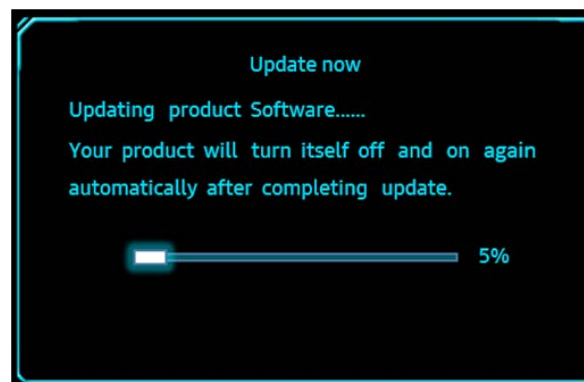 Update now
Updating product Software......
Your product will turn itself off and on again
automatically after completing update.
5%